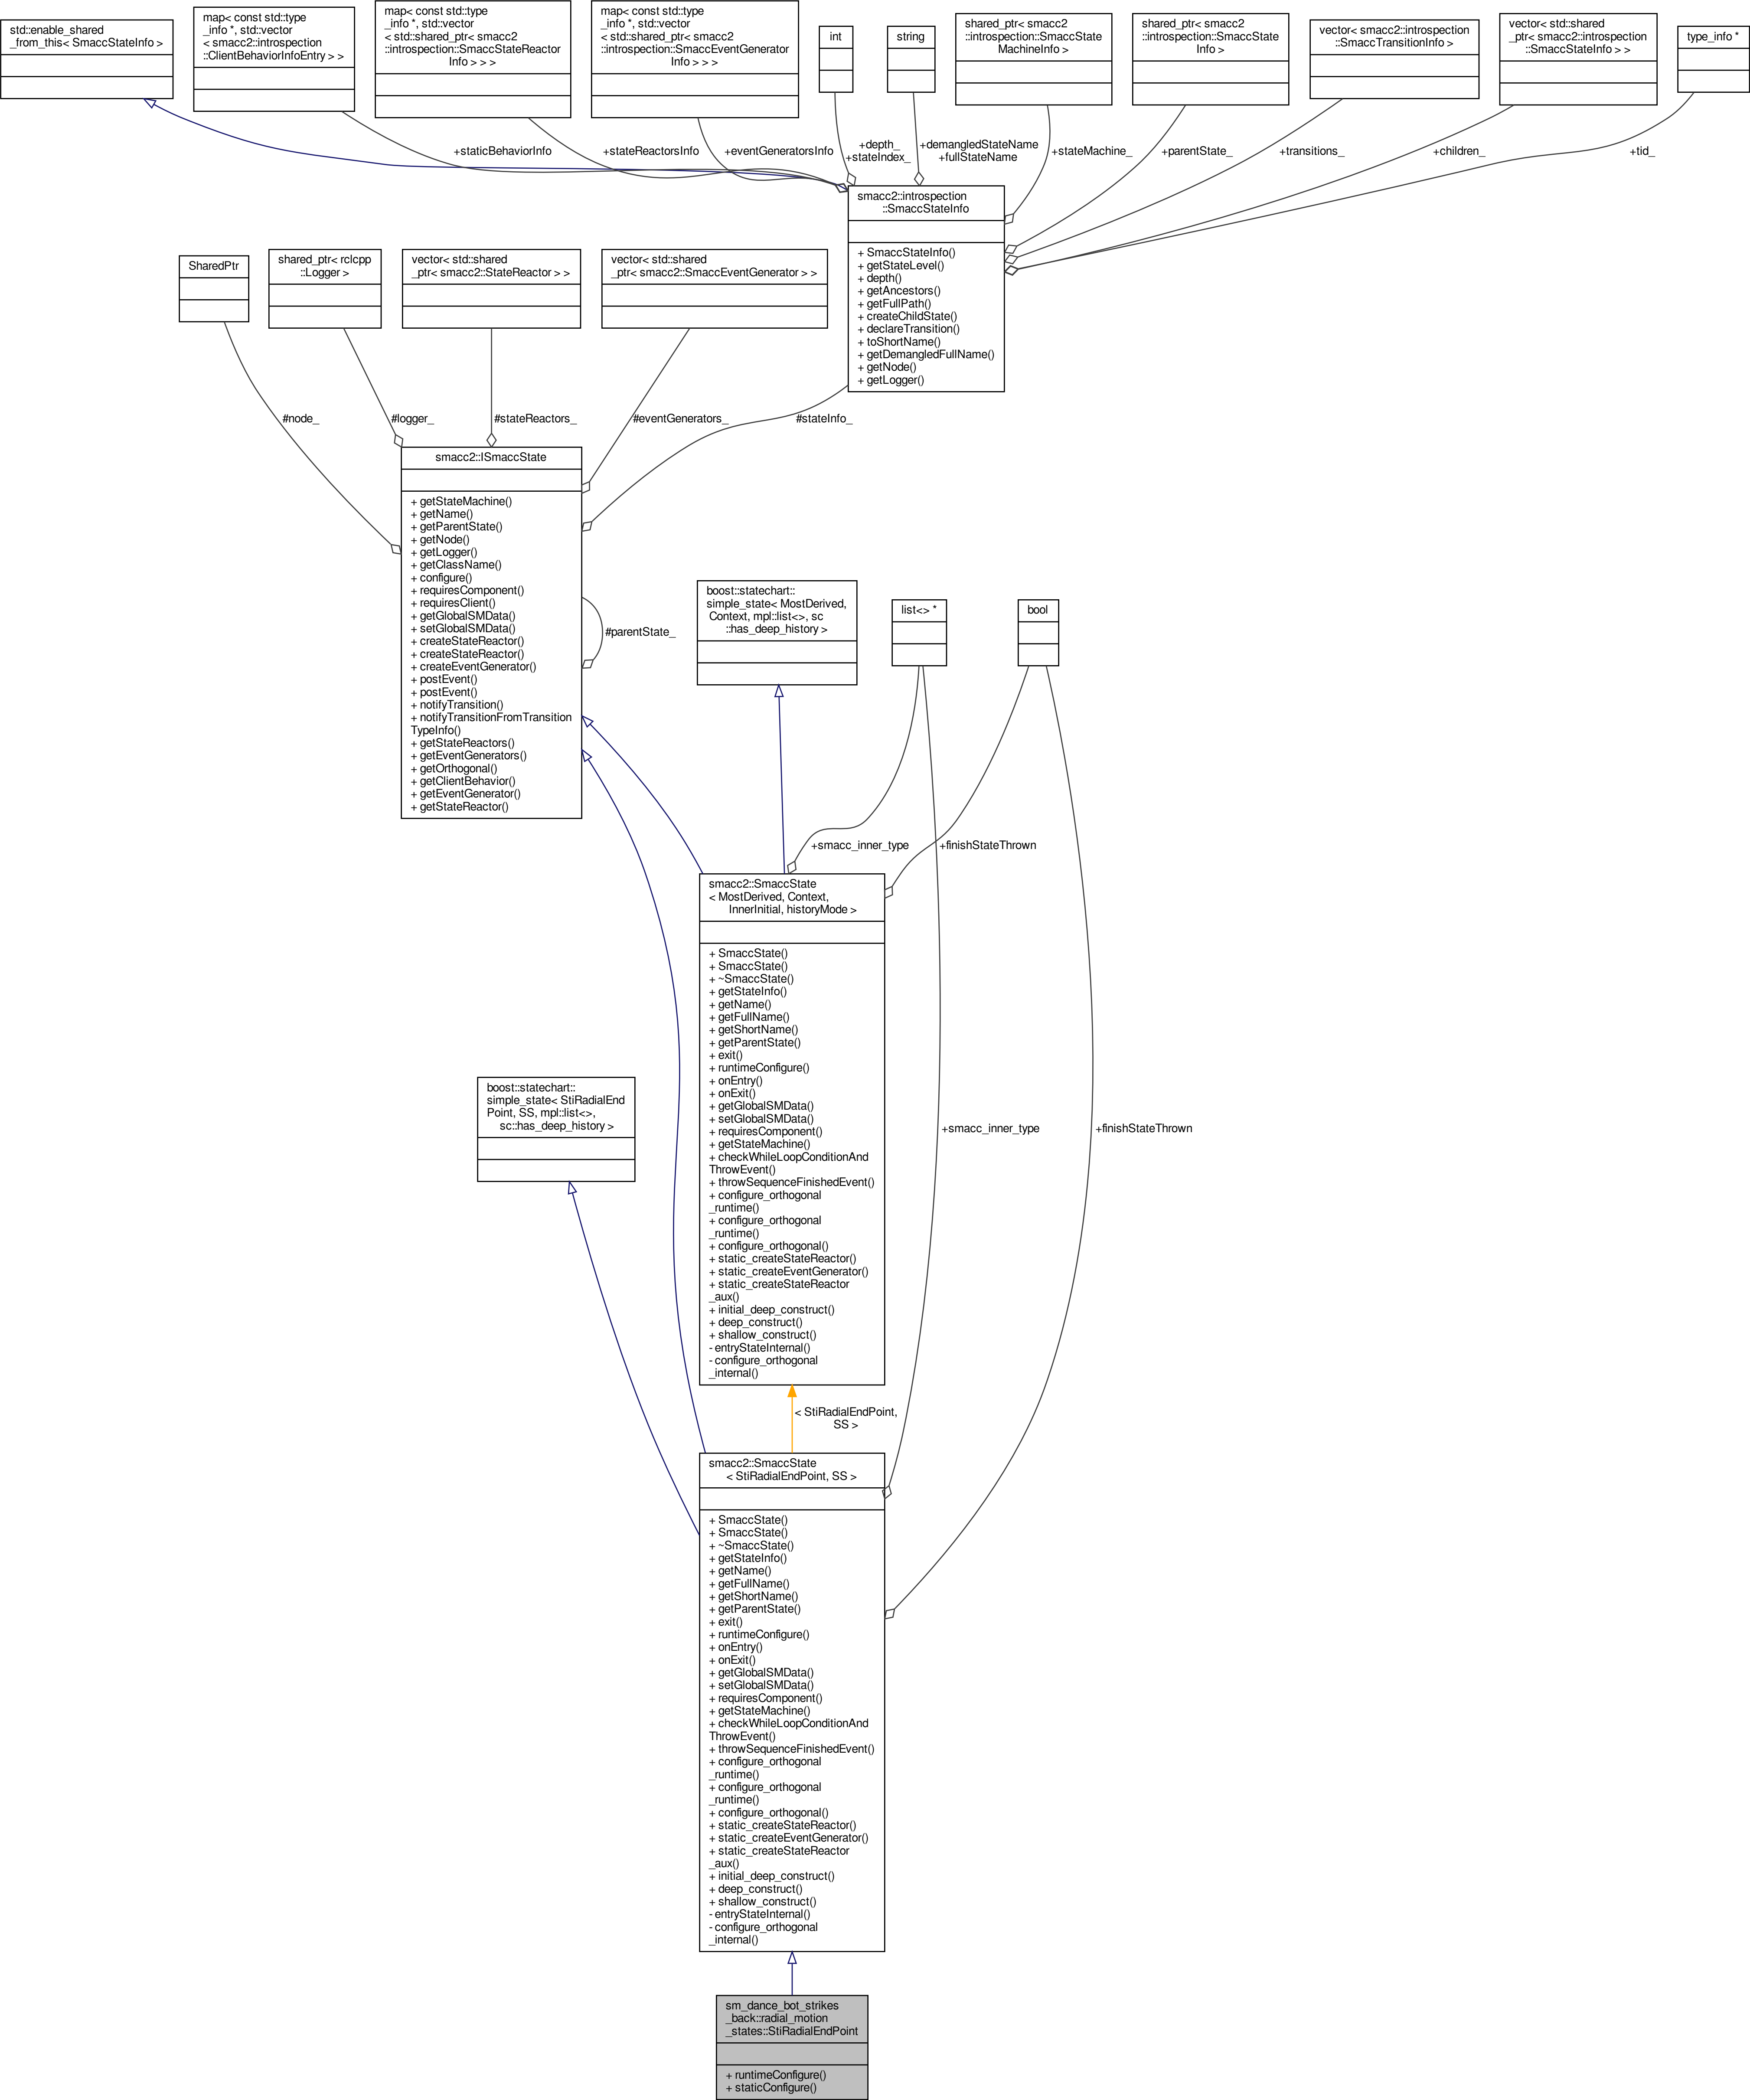 std::enable_shared
_from_this< SmaccStateInfo >
map< const std::type
_info *, std::vector
< smacc2::introspection
::ClientBehaviorInfoEntry > >
map< const std::type
_info *, std::vector
< std::shared_ptr< smacc2
::introspection::SmaccStateReactor
Info > > >
map< const std::type
_info *, std::vector
< std::shared_ptr< smacc2
::introspection::SmaccEventGenerator
Info > > >
int
string
shared_ptr< smacc2
::introspection::SmaccState
MachineInfo >
shared_ptr< smacc2
::introspection::SmaccState
Info >
vector< smacc2::introspection
::SmaccTransitionInfo >
vector< std::shared
_ptr< smacc2::introspection
::SmaccStateInfo > >
type_info *
+staticBehaviorInfo
+stateReactorsInfo
+eventGeneratorsInfo
+depth_
+stateIndex_
+demangledStateName
+fullStateName
+stateMachine_
+parentState_
+transitions_
+children_
+tid_
smacc2::introspection
::SmaccStateInfo
+ SmaccStateInfo()
+ getStateLevel()
+ depth()
+ getAncestors()
+ getFullPath()
+ createChildState()
+ declareTransition()
+ toShortName()
+ getDemangledFullName()
+ getNode()
+ getLogger()
SharedPtr
shared_ptr< rclcpp
::Logger >
vector< std::shared
_ptr< smacc2::StateReactor > >
vector< std::shared
_ptr< smacc2::SmaccEventGenerator > >
#node_
#logger_
#stateReactors_
#eventGenerators_
#stateInfo_
smacc2::ISmaccState
+ getStateMachine()
+ getName()
+ getParentState()
+ getNode()
+ getLogger()
+ getClassName()
+ configure()
+ requiresComponent()
+ requiresClient()
+ getGlobalSMData()
+ setGlobalSMData()
+ createStateReactor()
+ createStateReactor()
+ createEventGenerator()
+ postEvent()
+ postEvent()
+ notifyTransition()
+ notifyTransitionFromTransition
TypeInfo()
+ getStateReactors()
+ getEventGenerators()
+ getOrthogonal()
+ getClientBehavior()
+ getEventGenerator()
+ getStateReactor()
#parentState_
boost::statechart::
simple_state< MostDerived,
Context, mpl::list<>, sc
::has_deep_history >
list<> *
bool
+smacc_inner_type
+finishStateThrown
smacc2::SmaccState
< MostDerived, Context,
InnerInitial, historyMode >
+ SmaccState()
+ SmaccState()
+ ~SmaccState()
+ getStateInfo()
+ getName()
+ getFullName()
+ getShortName()
+ getParentState()
+ exit()
+ runtimeConfigure()
+ onEntry()
+ onExit()
+ getGlobalSMData()
+ setGlobalSMData()
+ requiresComponent()
+ getStateMachine()
+ checkWhileLoopConditionAnd
ThrowEvent()
+ throwSequenceFinishedEvent()
+ configure_orthogonal
_runtime()
+ configure_orthogonal
_runtime()
+ configure_orthogonal()
+ static_createStateReactor()
+ static_createEventGenerator()
+ static_createStateReactor
_aux()
+ initial_deep_construct()
+ deep_construct()
+ shallow_construct()
- entryStateInternal()
- configure_orthogonal
_internal()
boost::statechart::
simple_state< StiRadialEnd
Point, SS, mpl::list<>,
sc::has_deep_history >
+smacc_inner_type
+finishStateThrown
< StiRadialEndPoint,
SS >
smacc2::SmaccState
< StiRadialEndPoint, SS >
+ SmaccState()
+ SmaccState()
+ ~SmaccState()
+ getStateInfo()
+ getName()
+ getFullName()
+ getShortName()
+ getParentState()
+ exit()
+ runtimeConfigure()
+ onEntry()
+ onExit()
+ getGlobalSMData()
+ setGlobalSMData()
+ requiresComponent()
+ getStateMachine()
+ checkWhileLoopConditionAnd
ThrowEvent()
+ throwSequenceFinishedEvent()
+ configure_orthogonal
_runtime()
+ configure_orthogonal
_runtime()
+ configure_orthogonal()
+ static_createStateReactor()
+ static_createEventGenerator()
+ static_createStateReactor
_aux()
+ initial_deep_construct()
+ deep_construct()
+ shallow_construct()
- entryStateInternal()
- configure_orthogonal
_internal()
sm_dance_bot_strikes
_back::radial_motion
_states::StiRadialEndPoint
+ runtimeConfigure()
+ staticConfigure()